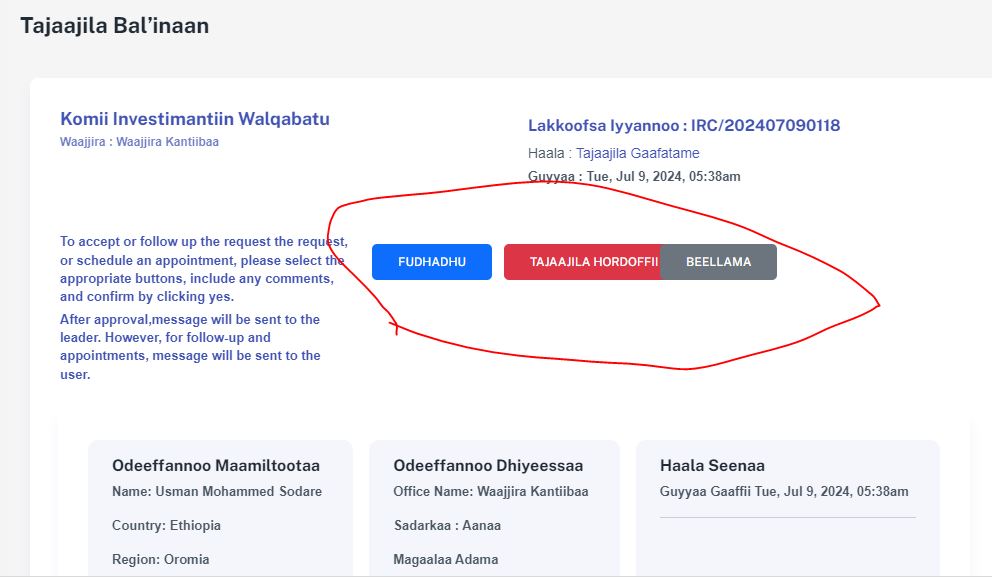 Tajaajila Bal’inaan
Komii Investimantiin Walqabatu
Waajjira : Waajjira Kantiibaa
Lakkoofsa Iyyannoo : IRC/202407090118
Haala : Tajaajila Gaafatame
Guyyaa : Tue, Jul 9, 2024, 05:38am
To accept or follow up the request the request,
or schedule an appointment, please select the
appropriate buttons, include any comments,
and confirm by clicking yes.
After approval,message will be sent to the
leader. However, for follow-up and
appointments, message will be sent to the
user.
FUDHADHU
TAJAAJILA HORDOFFII
BEELLAMA
Odeeffannoo Maamiltootaa
Name: Usman Mohammed Sodare
Country: Ethiopia
Region: Oromia
Odeeffannoo Dhiyeessaa
Office Name: Waajjira Kantiibaa
Sadarkaa : Aanaa
Magaalaa Adama
Haala Seenaa
Guyyaa Gaaffii Tue, Jul 9, 2024, 05:38am